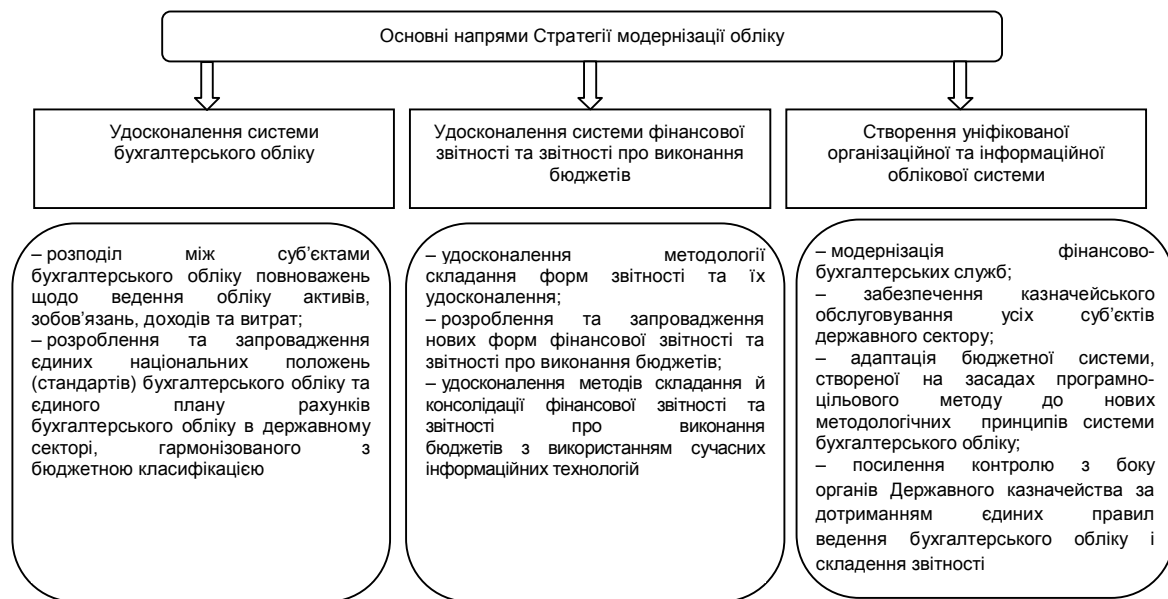 Основні напрями Стратегії модернізації обліку
Удосконалення системи
бухгалтерського обліку
Удосконалення системи фінансової
звітності та звітності про виконання
бюджетів
Створення уніфікованої
організаційної та інформаційної
облікової системи
– розподіл між суб’єктами
бухгалтерського обліку повноважень
щодо ведення обліку активів,
зобов’язань, доходів та витрат;
– розроблення та запровадження
єдиних національних положень
(стандартів) бухгалтерського обліку та
єдиного плану рахунків
бухгалтерського обліку в державному
секторі, гармонізованого з
бюджетною класифікацією
– удосконалення методології
складання форм звітності та їх
удосконалення;
– розроблення та запровадження
нових форм фінансової звітності та
звітності про виконання бюджетів;
– удосконалення методів складання й
консолідації фінансової звітності та
звітності про виконання
бюджетів з використанням сучасних
інформаційних технологій
– модернізація фінансово-
бухгалтерських служб;
– забезпечення казначейського
обслуговування усіх суб’єктів
державного сектору;
– адаптація бюджетної системи,
створеної на засадах програмно-
цільового методу до нових
методологічних принципів системи
бухгалтерського обліку;
– посилення контролю з боку
органів Державного казначейства за
дотриманням єдиних правил
ведення бухгалтерського обліку і
складення звітності